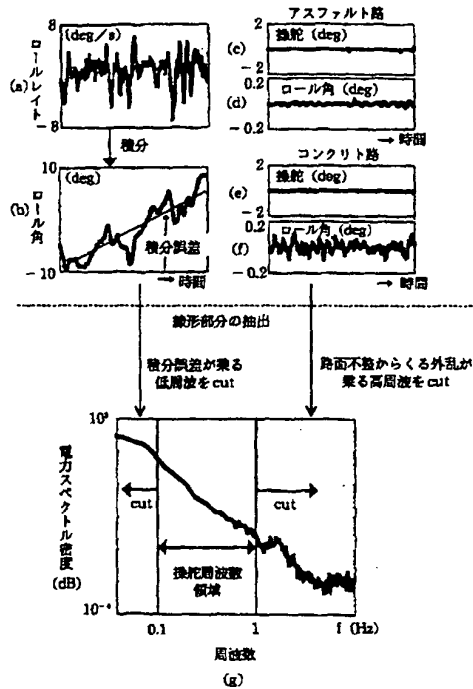 アスファルト路
8
(deg/s)
(a)
ロールレイト
8
積分
2
(c)
操舵 (deg)
-2
2
(d)
ロール角 (deg)
-0.2
→ 時間
コンクリト路
10
(deg)
(b)
ロール角
積分誤差
-10
→ 時間
2
(e)
操舵 (deg)
-2
0.2
(f)
ロール角 (deg)
-0.2
→ 時間
線形部分の抽出
積分誤差が乗る
低周波をcut
路面不整からくる外乱が
乗る高周波をcut
電力スペクトル密度
(dB)
cut
cut
操舵周波数
領域
0.1
1
f (Hz)
周波数
(g)